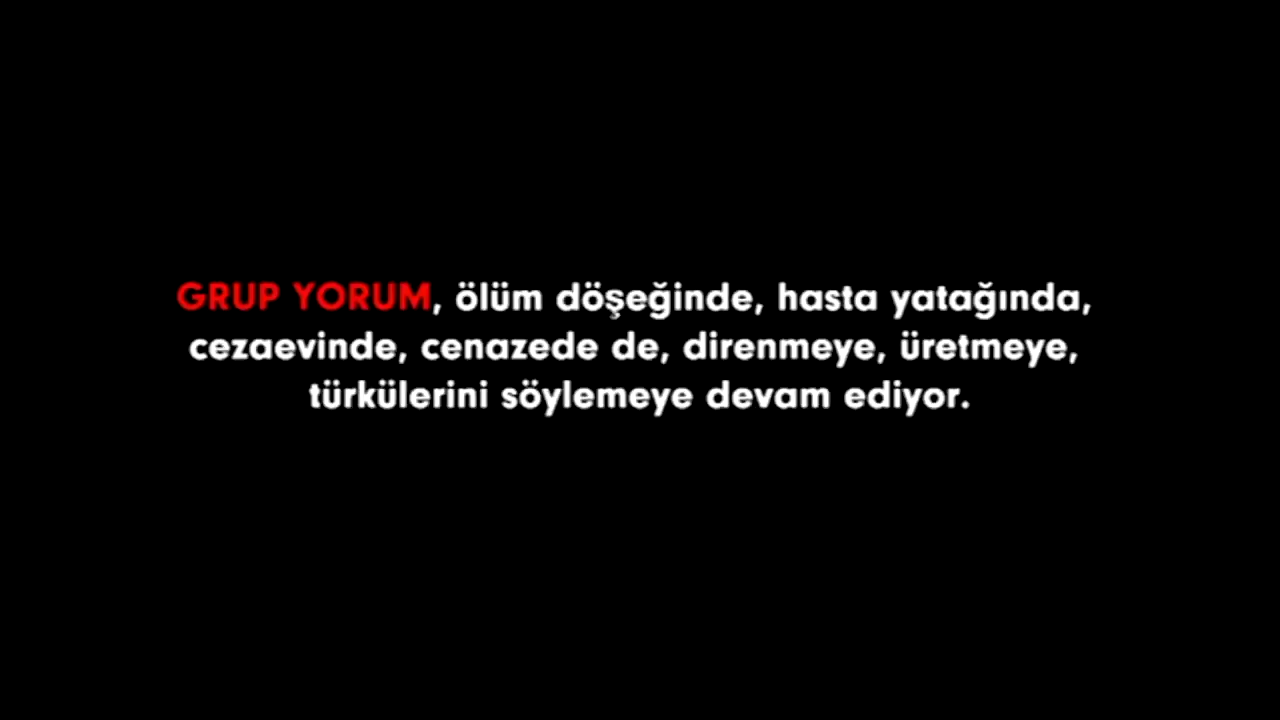 GRUP YORUM, ölüm döşeğinde, hasta yatağında,
cezaevinde, cenazede de, direnmeye, üretmeye,
türkülerini söylemeye devam ediyor.